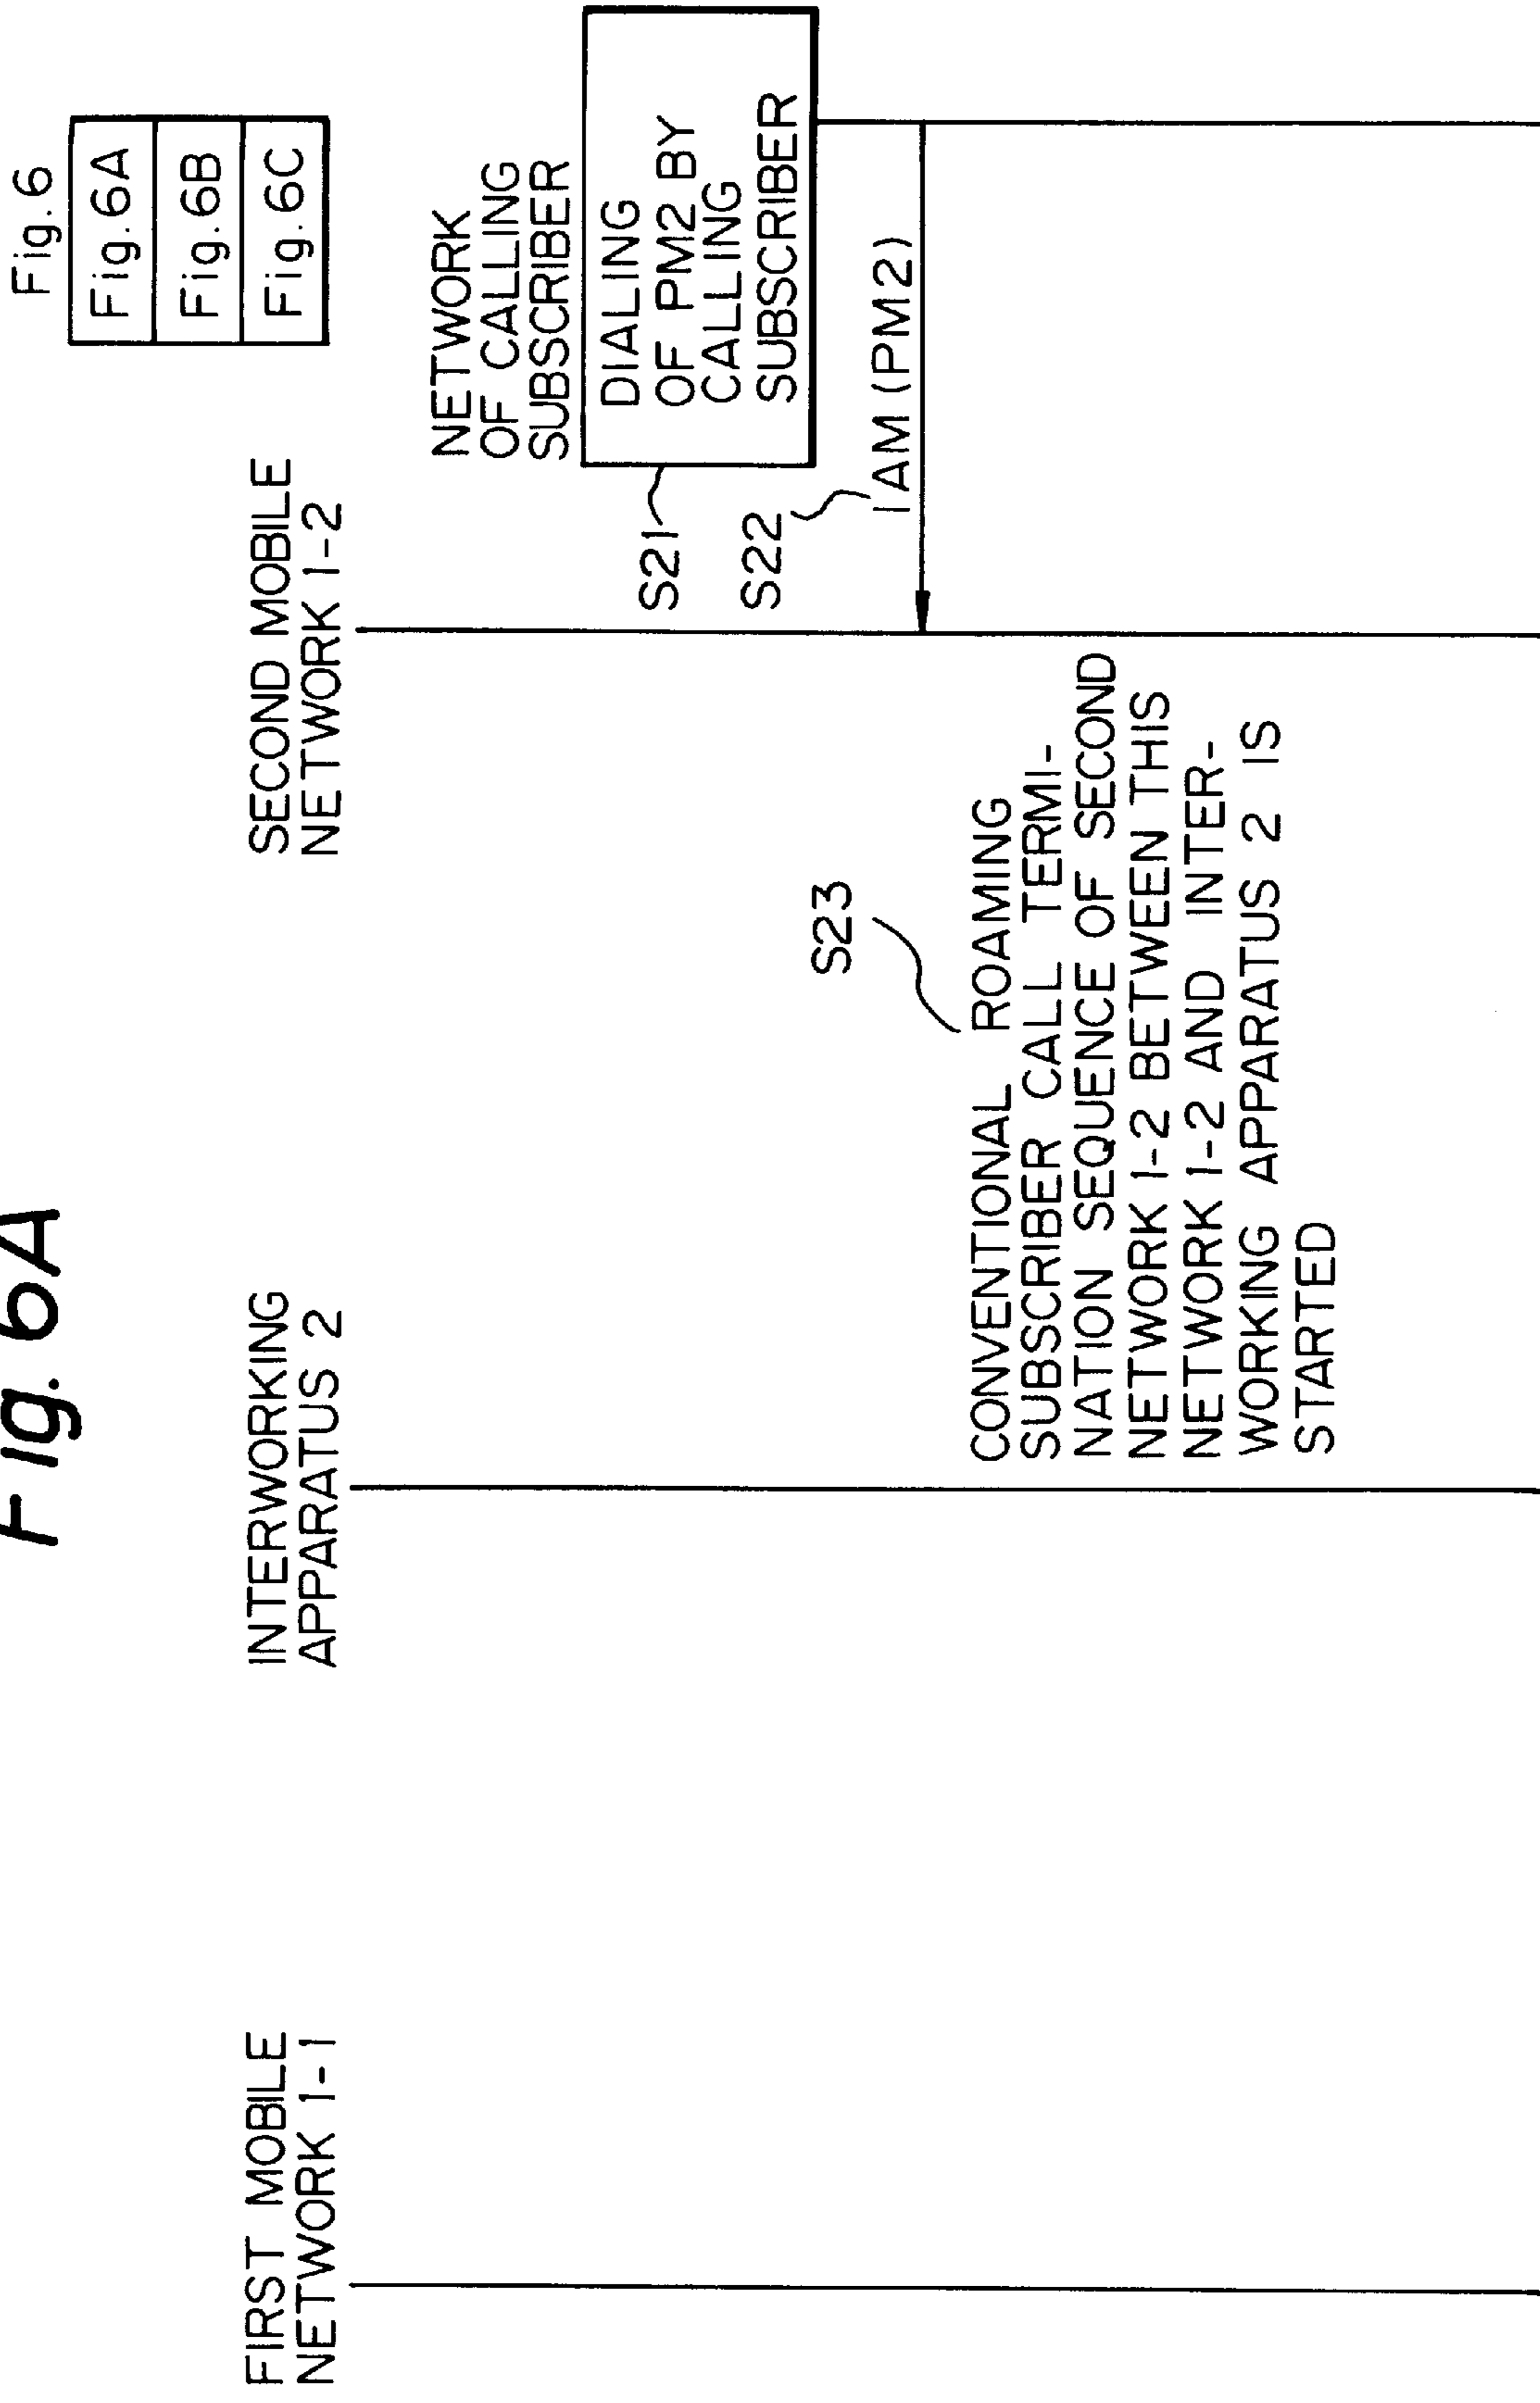 Fig. 6A
Fig. 6
Fig. 6A
Fig. 6B
Fig. 6C
FIRST MOBILE
NETWORK 1-1
INTERWORKING
APPARATUS 2
SECOND MOBILE
NETWORK 1-2
NETWORK
OF CALLING
SUBSCRIBER
S21
DIALING
OF PM2 BY
CALLING
SUBSCRIBER
S22
IAM (PM2)
S23
CONVENTIONAL ROAMING
SUBSCRIBER CALL TERMI-
NATION SEQUENCE OF SECOND
NETWORK 1-2 BETWEEN THIS
NETWORK 1-2 AND INTER-
WORKING APPARATUS 2 IS
STARTED